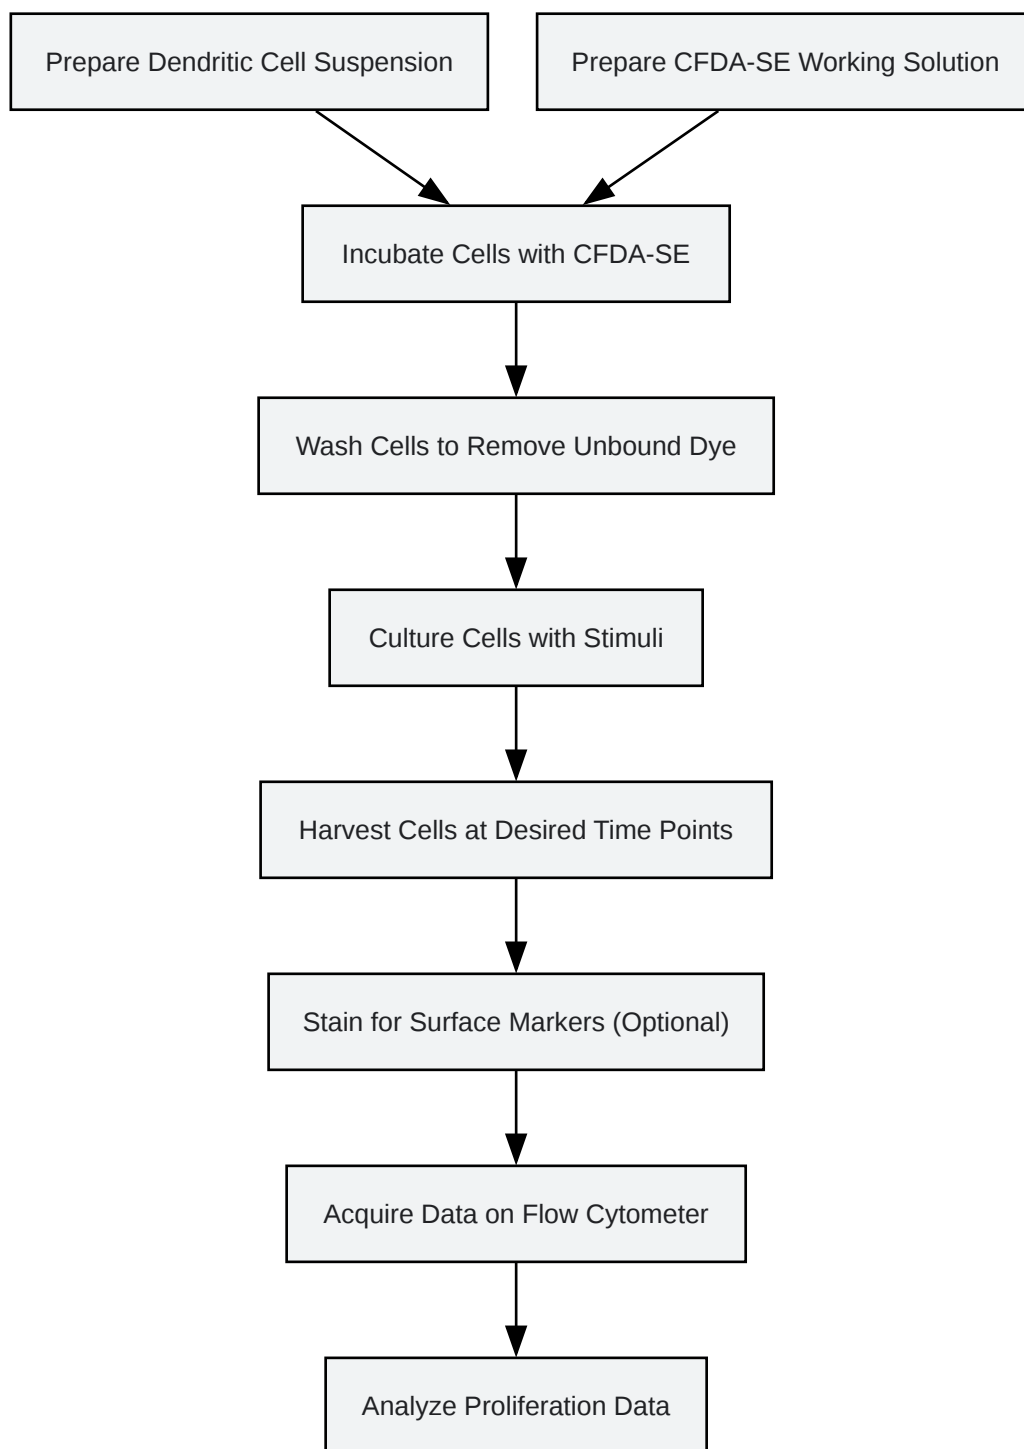 Prepare Dendritic Cell Suspension
Prepare CFDA-SE Working Solution
Incubate Cells with CFDA-SE
Wash Cells to Remove Unbound Dye
Culture Cells with Stimuli
Harvest Cells at Desired Time Points
Stain for Surface Markers (Optional)
Acquire Data on Flow Cytometer
Analyze Proliferation Data